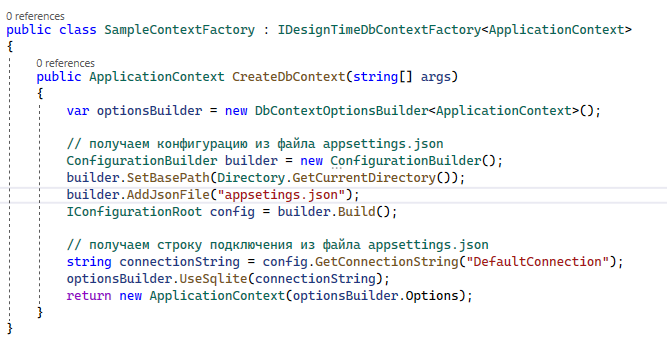 0 references
public class SampleContextFactory : IDesignTimeDbContextFactory<ApplicationContext>
{
0 references
public ApplicationContext CreateDbContext(string[] args)
{
var optionsBuilder = new DbContextOptionsBuilder<ApplicationContext>();
// получаем конфигурацию из файла appsettings.json
ConfigurationBuilder builder = new ConfigurationBuilder();
builder.SetBasePath(Directory.GetCurrentDirectory());
builder.AddJsonFile("appsetings.json");
IConfigurationRoot config = builder.Build();
// получаем строку подключения из файла appsettings.json
string connectionString = config.GetConnectionString("DefaultConnection");
optionsBuilder.UseSqlite(connectionString);
return new ApplicationContext(optionsBuilder.Options);
}
}